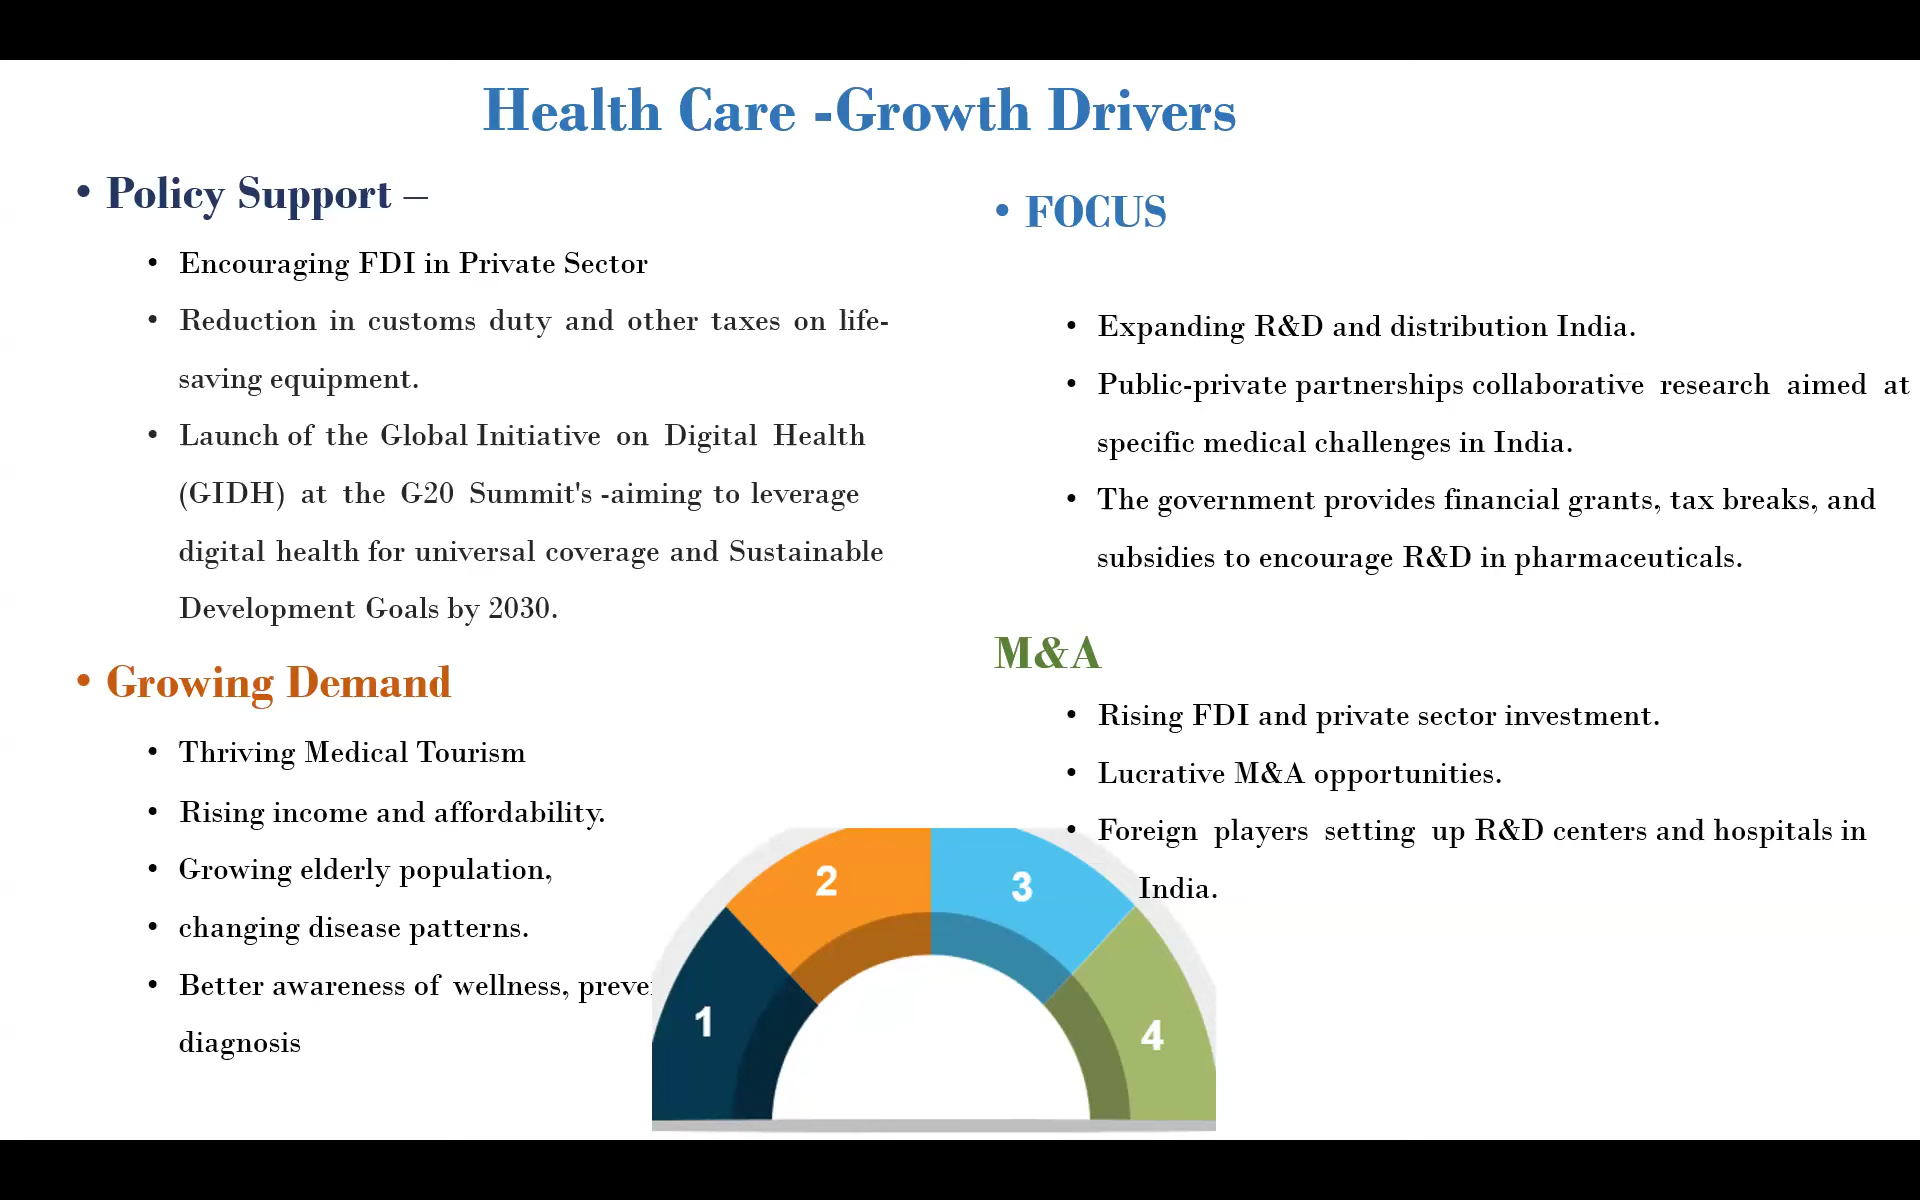 Health Care -Growth Drivers
• Policy Support –
• Encouraging FDI in Private Sector
• Reduction in customs duty and other taxes on life-
saving equipment.
• Launch of the Global Initiative on Digital Health
(GIDH) at the G20 Summit's -aiming to leverage
digital health for universal coverage and Sustainable
Development Goals by 2030.
• Growing Demand
• Thriving Medical Tourism
• Rising income and affordability.
• Growing elderly population,
• changing disease patterns.
• Better awareness of wellness,
diagnosis
• FOCUS
• Expanding R&D and distribution India.
• Public-private partnerships collaborative research aimed at
specific medical challenges in India.
• The government provides financial grants, tax breaks, and
subsidies to encourage R&D in pharmaceuticals.
M&A
• Rising FDI and private sector investment.
• Lucrative M&A opportunities.
• Foreign players setting up R&D centers and hospitals in
India.
1
2
3
4